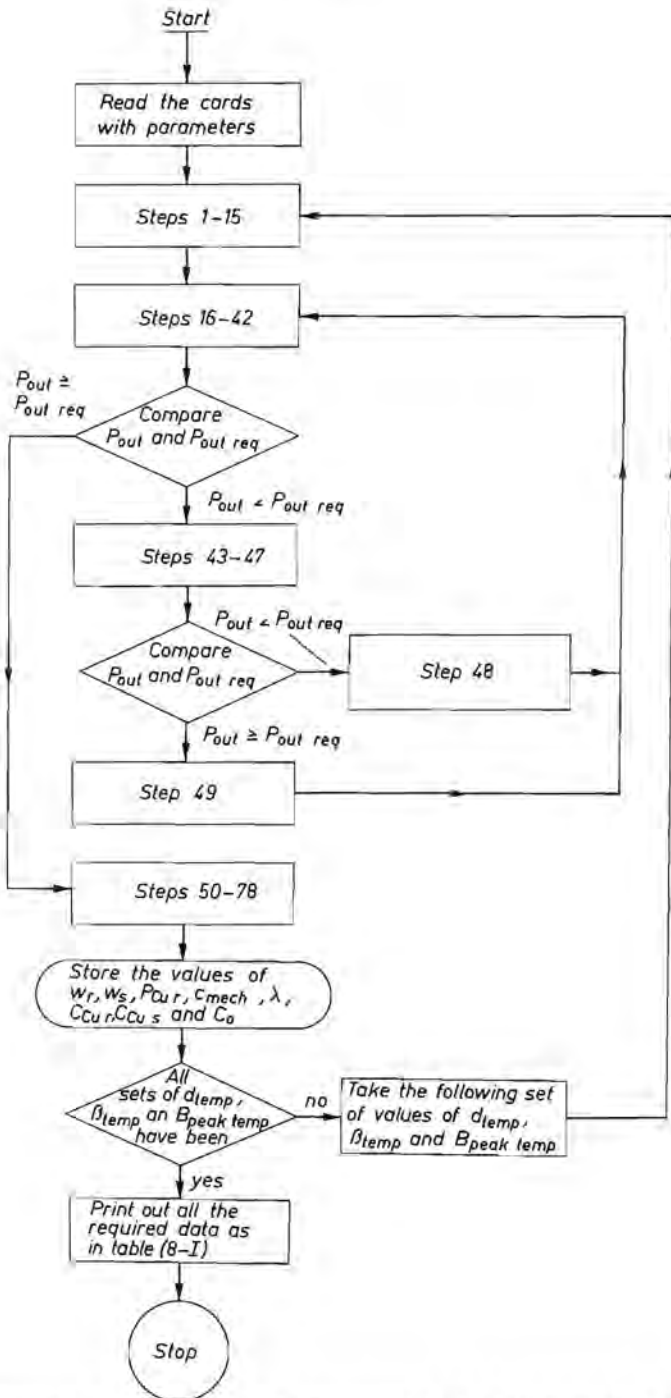 Start
Read the cards
with parameters
Steps 1-15
Steps 16-42
Pout ≧
Pout req
Compare
Pout and Pout req
Pout < Pout req
Steps 43-47
Pout < Pout req
Compare
Pout and Pout req
Step 48
Pout ≧ Pout req
Step 49
Steps 50-78
Store the values of
wr, ws, PCu r, cmech, λ,
CCu r, CCu s and Co
All
sets of dtemp,
βtemp an Bpeak temp
have been
no
Take the following set
of values of dtemp,
βtemp and Bpeak temp
yes
Print out all the
required data as
in table (8-I)
Stop